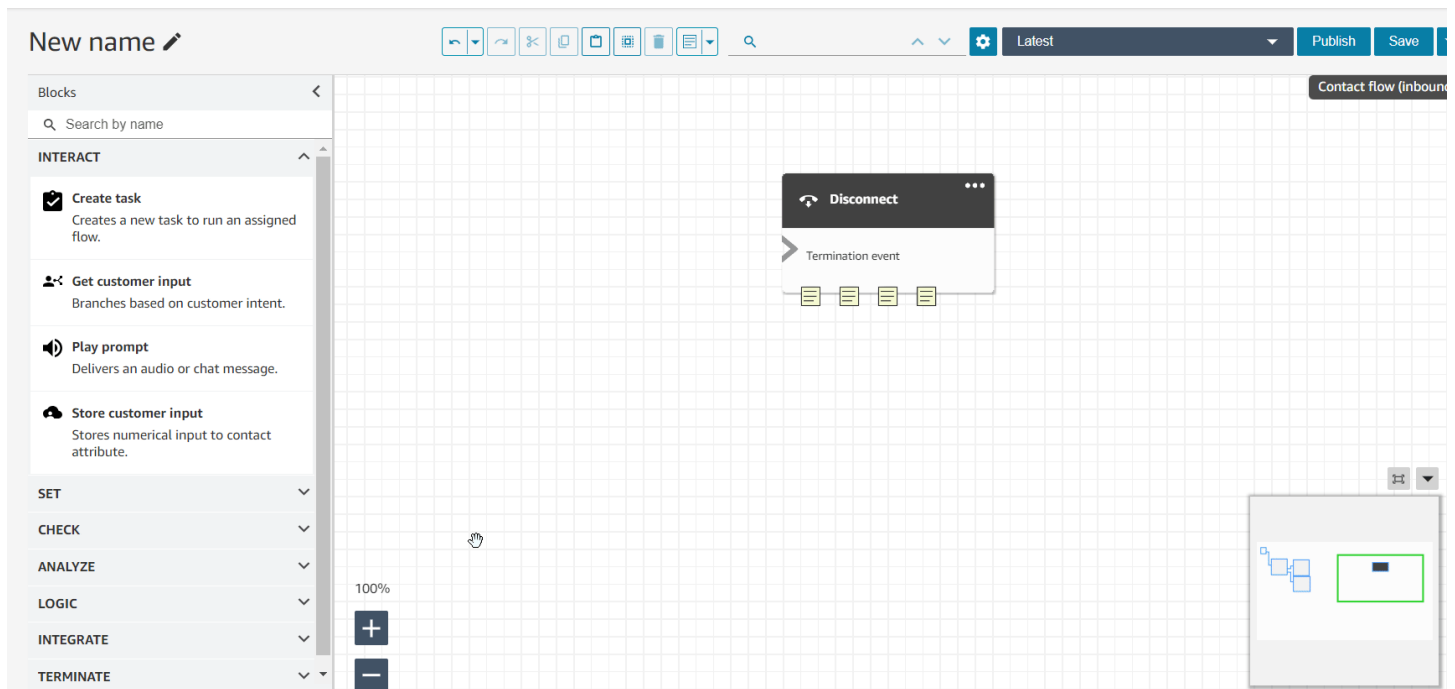 New name
Latest
Publish
Save
Blocks
Contact flow (inboun
Search by name
INTERACT
Create task
Creates a new task to run an assigned
flow.
Get customer input
Branches based on customer intent.
Play prompt
Delivers an audio or chat message.
Store customer input
Stores numerical input to contact
attribute.
SET
CHECK
ANALYZE
LOGIC
INTEGRATE
TERMINATE
Disconnect
Termination event
100%